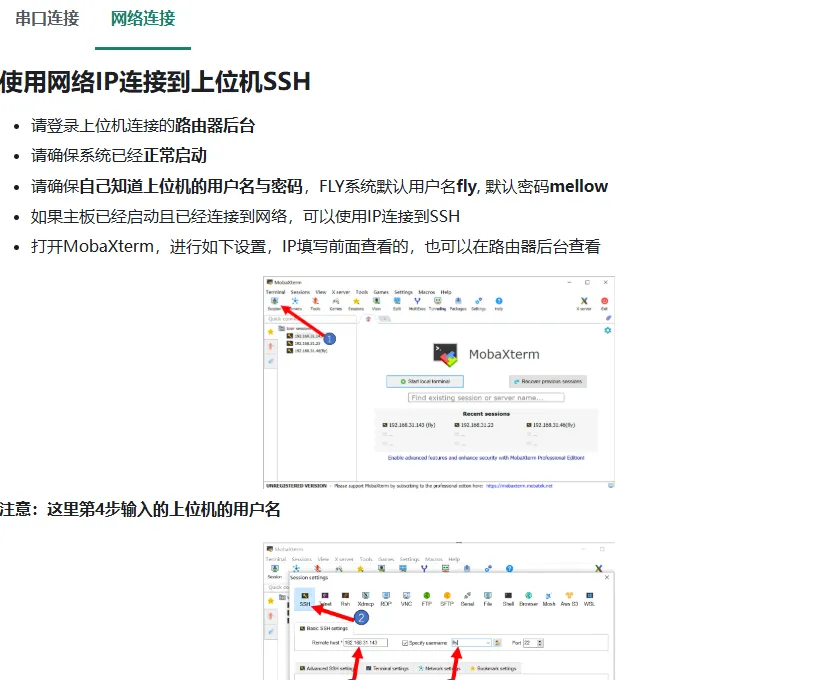 串口连接 网络连接
使用网络IP连接到上位机SSH
请登录上位机连接的路由器后台
请确保系统已经正常启动
请确保自己知道上位机的用户名与密码，FLY系统默认用户名fly, 默认密码mellow
如果主板已经启动且已经连接到网络，可以使用IP连接到SSH
打开MobaXterm，进行如下设置，IP填写前面查看的，也可以在路由器后台查看
MobaXterm
Terminal Sessions View X server Tools Games Settings Macros Help
Session Tools Games Sessions View Split MultiExec Tunneling Packages Settings Help X server Exit
1
192.168.31.23
192.168.31.46(fly)
MobaXterm
Start local terminal Recover previous sessions
Find existing session or server name...
Recent sessions
192.168.31.143 (fly) 192.168.31.23 192.168.31.46(fly)
Enable advanced features and enhance security with MobaXterm Professional Edition!
UNREGISTERED VERSION - Please support MobaXterm by subscribing to the professional edition here: https://mobaxterm.mobatek.net
注意：这里第4步输入的上位机的用户名
MobaXterm
Terminal Sessions View X server Tools Games Settings Macros Help
Session settings
SSH Telnet Rsh Xdmcp RDP VNC FTP SFTP Serial File Shell Browser Mosh Aws S3 WSL
2
Basic SSH settings
Remote host * 192.168.31.143 Specify username fly Port 22
Advanced SSH settings Terminal settings Network settings Bookmark settings